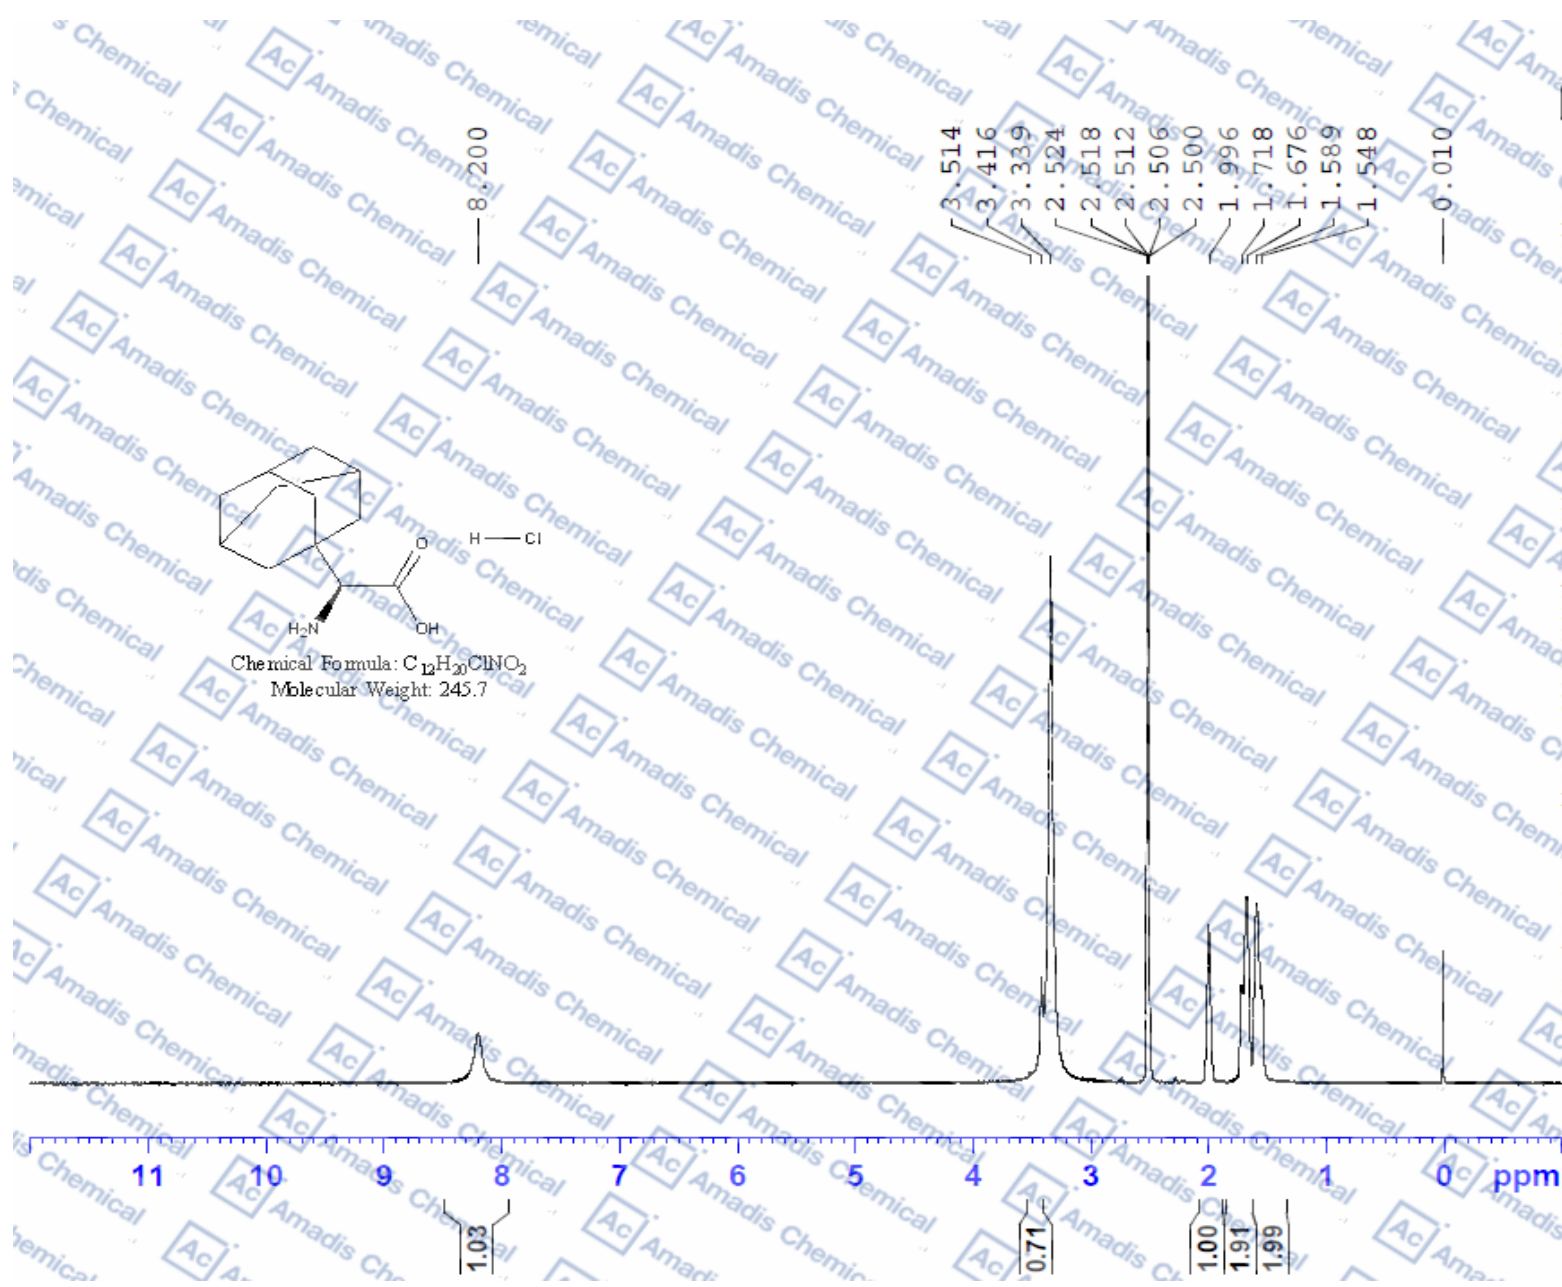 8.200
3.514
3.416
3.339
2.524
2.518
2.512
2.506
2.500
1.996
1.718
1.676
1.589
1.548
0.010
O
H
Cl
H₂N
OH
Chemical Formula: C₁₂H₂₀ClNO₂
Molecular Weight: 245.7
11 10 9 8 7 6 5 4 3 2 1 0 ppm
1.03
0.71
1.00
1.91
1.99
Ac Amadis Chemical